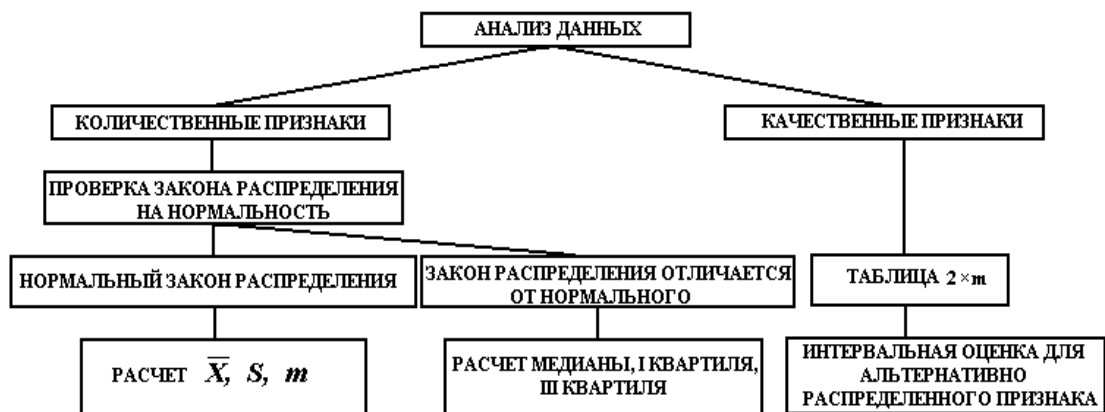 АНАЛИЗ ДАННЫХ
КОЛИЧЕСТВЕННЫЕ ПРИЗНАКИ
КАЧЕСТВЕННЫЕ ПРИЗНАКИ
ПРОВЕРКА ЗАКОНА РАСПРЕДЕЛЕНИЯ
НА НОРМАЛЬНОСТЬ
НОРМАЛЬНЫЙ ЗАКОН РАСПРЕДЕЛЕНИЯ
ЗАКОН РАСПРЕДЕЛЕНИЯ ОТЛИЧАЕТСЯ
ОТ НОРМАЛЬНОГО
ТАБЛИЦА 2×m
РАСЧЕТ X̅, S, m
РАСЧЕТ МЕДИАНЫ, I КВАРТИЛЯ,
III КВАРТИЛЯ
ИНТЕРВАЛЬНАЯ ОЦЕНКА ДЛЯ
АЛЬТЕРНАТИВНО
РАСПРЕДЕЛЕННОГО ПРИЗНАКА